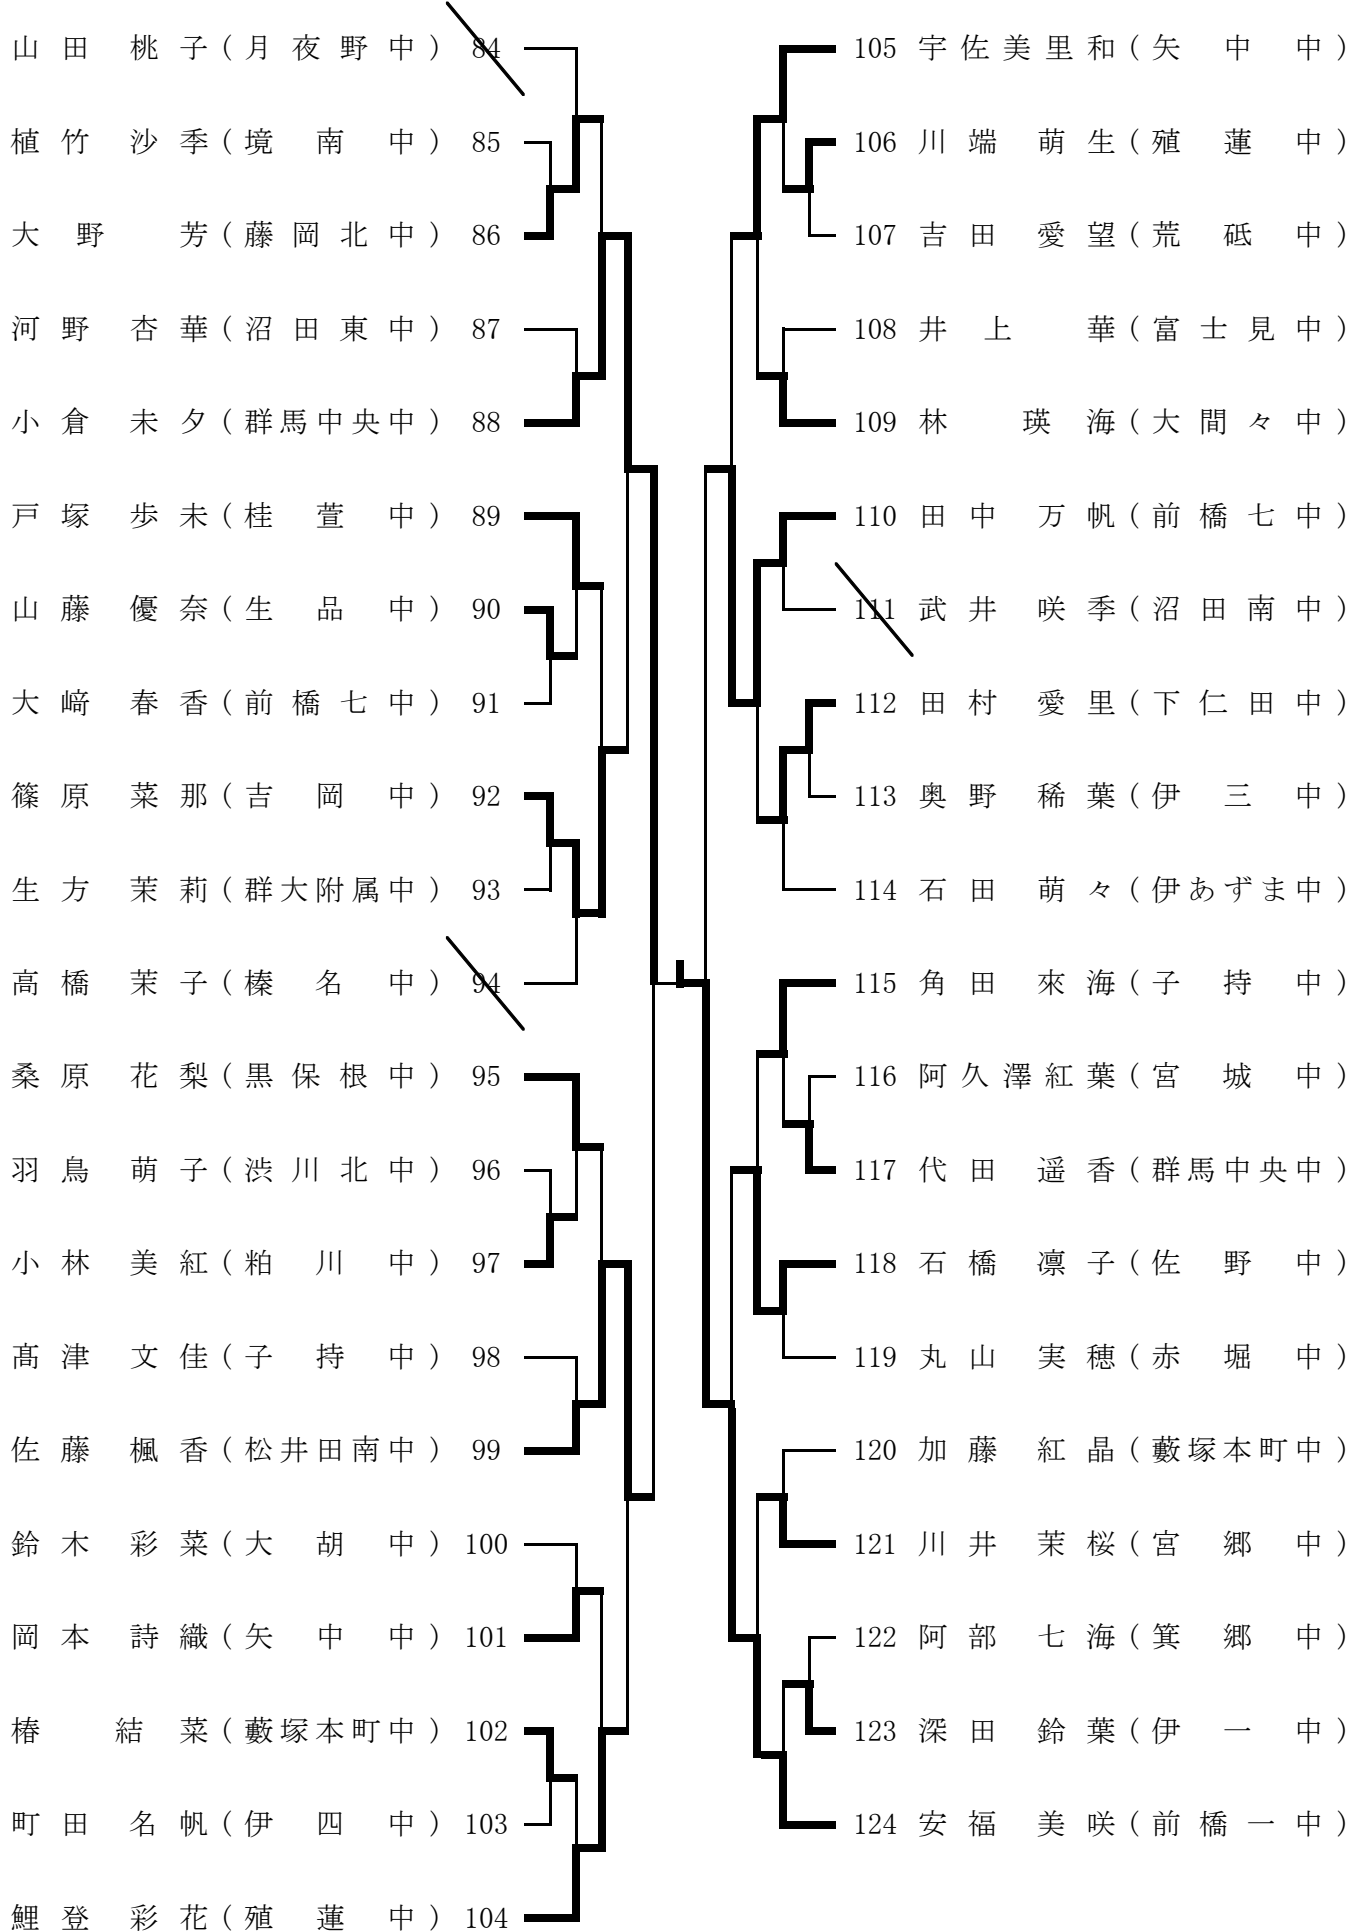 山田 桃子(月夜野中) 84
植竹 沙季(境南中) 85
大野 芳(藤岡北中) 86
河野 杏華(沼田東中) 87
小倉 未夕(群馬中央中) 88
戸塚 歩未(桂萱中) 89
山藤 優奈(生品中) 90
大﨑 春香(前橋七中) 91
篠原 菜那(吉岡中) 92
生方 茉莉(群大附属中) 93
高橋 茉子(榛名中) 94
桑原 花梨(黒保根中) 95
羽鳥 萌子(渋川北中) 96
小林 美紅(粕川中) 97
髙津 文佳(子持中) 98
佐藤 楓香(松井田南中) 99
鈴木 彩菜(大胡中) 100
岡本 詩織(矢中中) 101
椿 結菜(藪塚本町中) 102
町田 名帆(伊四中) 103
鯉登 彩花(殖蓮中) 104
105 宇佐美里和(矢中中)
106 川端 萌生(殖蓮中)
107 吉田 愛望(荒砥中)
108 井上 華(富士見中)
109 林 瑛海(大間々中)
110 田中 万帆(前橋七中)
111 武井 咲季(沼田南中)
112 田村 愛里(下仁田中)
113 奥野 稀葉(伊三中)
114 石田 萌々(伊あずま中)
115 角田 來海(子持中)
116 阿久澤紅葉(宮城中)
117 代田 遥香(群馬中央中)
118 石橋 凛子(佐野中)
119 丸山 実穂(赤堀中)
120 加藤 紅晶(藪塚本町中)
121 川井 茉桜(宮郷中)
122 阿部 七海(箕郷中)
123 深田 鈴葉(伊一中)
124 安福 美咲(前橋一中)